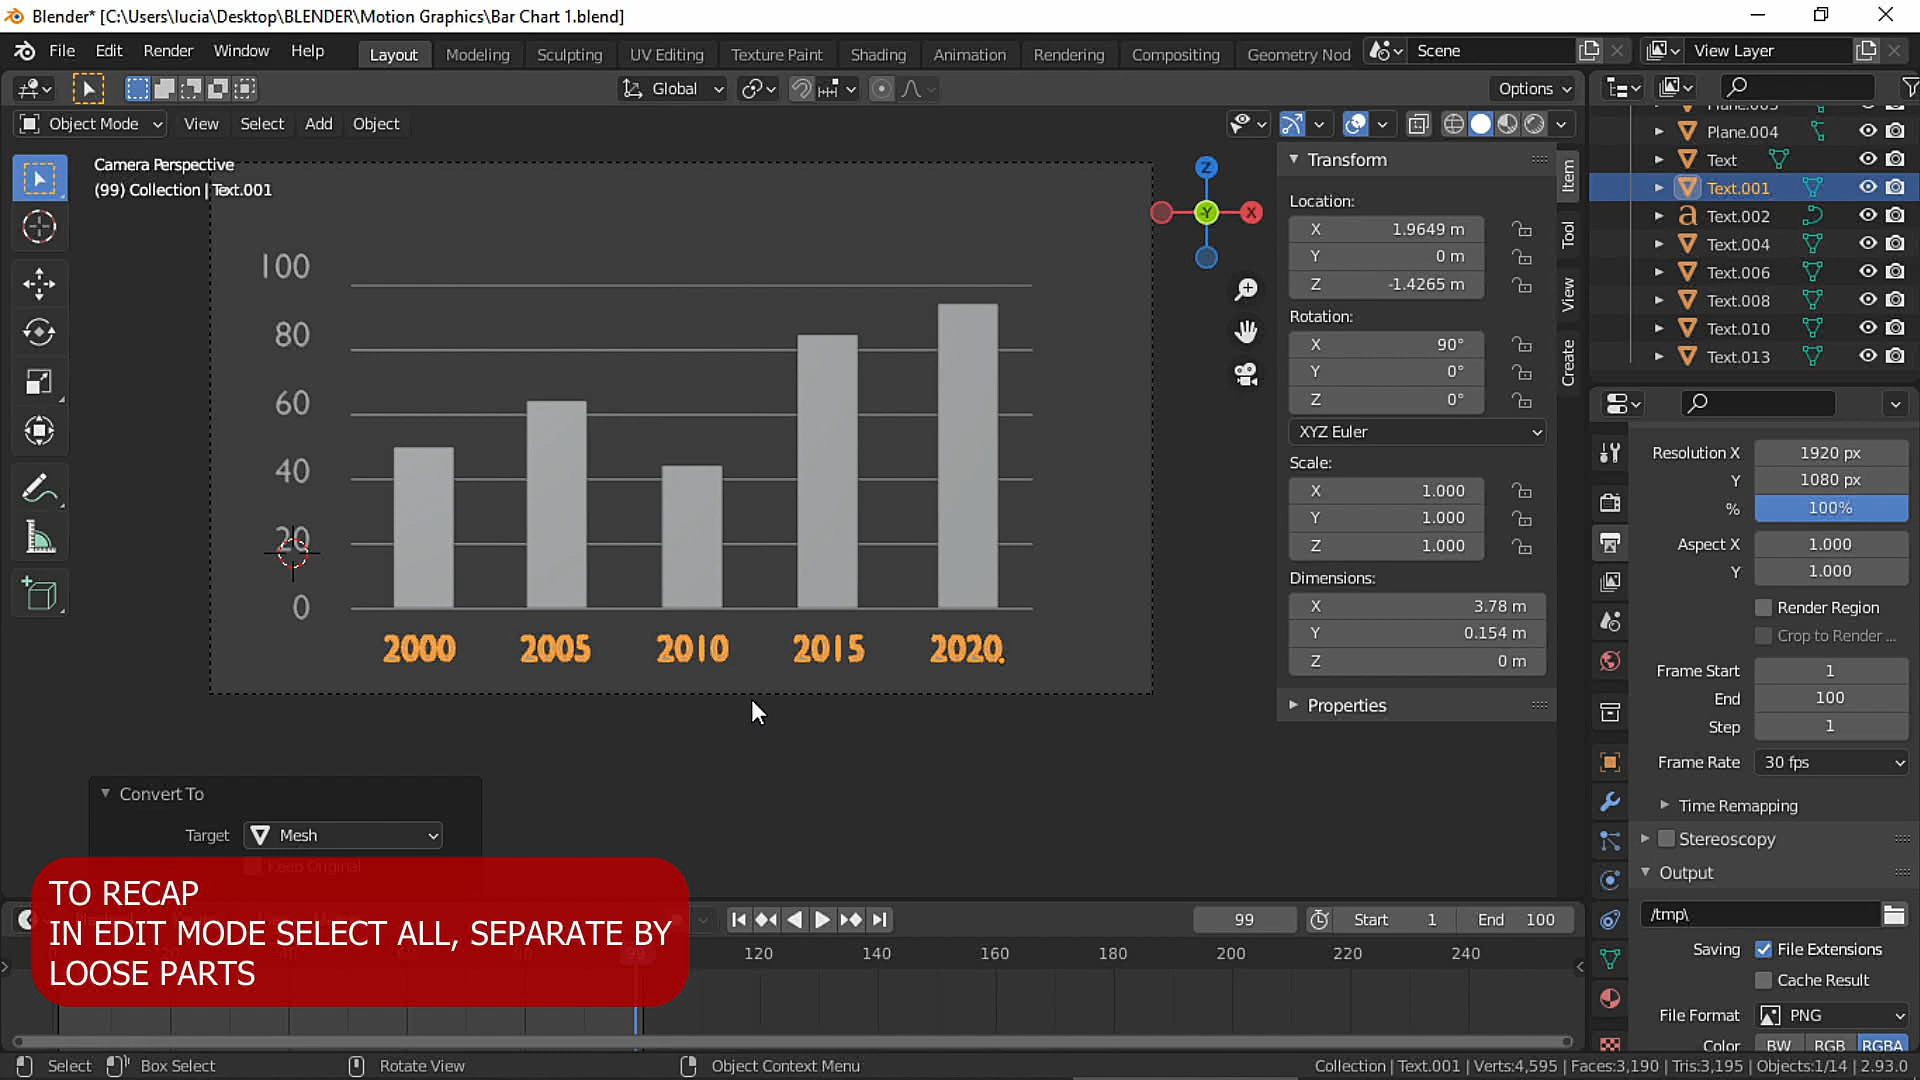 Blender* [C:\Users\lucia\Desktop\BLENDER\Motion Graphics\Bar Chart 1.blend]
File Edit Render Window Help Layout Modeling Sculpting UV Editing Texture Paint Shading Animation Rendering Compositing Geometry Nod Scene View Layer
Global Options
Object Mode View Select Add Object
Camera Perspective
(99) Collection | Text.001
100
80
60
40
20
0
2000 2005 2010 2015 2020.
Z
-Y
X
Transform
Location:
X 1.9649 m
Y 0 m
Z -1.4265 m
Rotation:
X 90°
Y 0°
Z 0°
XYZ Euler
Scale:
X 1.000
Y 1.000
Z 1.000
Dimensions:
X 3.78 m
Y 0.154 m
Z 0 m
Properties
Item
Tool
View
Create
Plane.003
Plane.004
Text
Text.001
Text.002
Text.004
Text.006
Text.008
Text.010
Text.013
Resolution X 1920 px
Y 1080 px
% 100%
Aspect X 1.000
Y 1.000
Render Region
Crop to Render ...
Frame Start 1
End 100
Step 1
Frame Rate 30 fps
Time Remapping
Stereoscopy
Output
/tmp\
Saving File Extensions
Cache Result
File Format PNG
Color BW RGB RGBA
Convert To
Target Mesh
Keep Original
TO RECAP
IN EDIT MODE SELECT ALL, SEPARATE BY
LOOSE PARTS
99 Start 1 End 100
99 120 140 160 180 200 220 240
Select Box Select Rotate View Object Context Menu Collection | Text.001 | Verts:4,595 | Faces:3,190 | Tris:3,195 | Objects:1/14 | 2.93.0